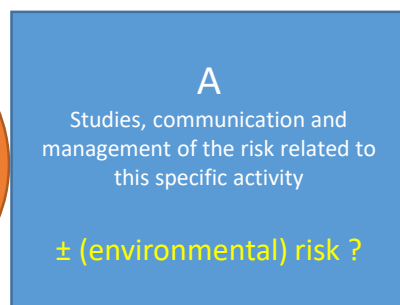 A
Studies, communication and
management of the risk related to
this specific activity
± (environmental) risk ?